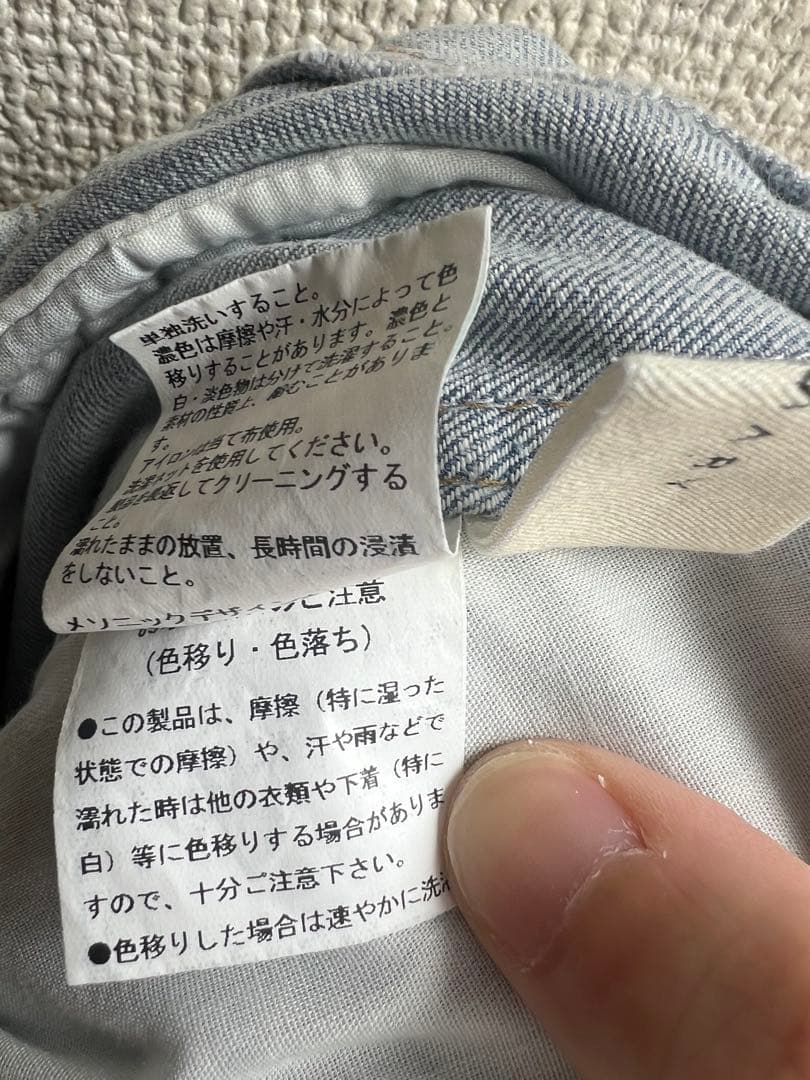 単独洗いすること。
濃色は摩擦や汗・水分によって色
移りすることがあります。濃色と
白・淡色物は分けて洗濯すること。
素材の性質上、縮むことがありま
す。
アイロンは当て布使用。
洗濯ネットを使用してください。
裏返してクリーニングする
こと。
濡れたままの放置、長時間の浸漬
をしないこと。
ご注意
(色移り・色落ち)
●この製品は、摩擦(特に湿った
状態での摩擦)や、汗や雨などで
濡れた時は他の衣類や下着(特に
白)等に色移りする場合がありま
すので、十分ご注意下さい。
●色移りした場合は速やかに洗